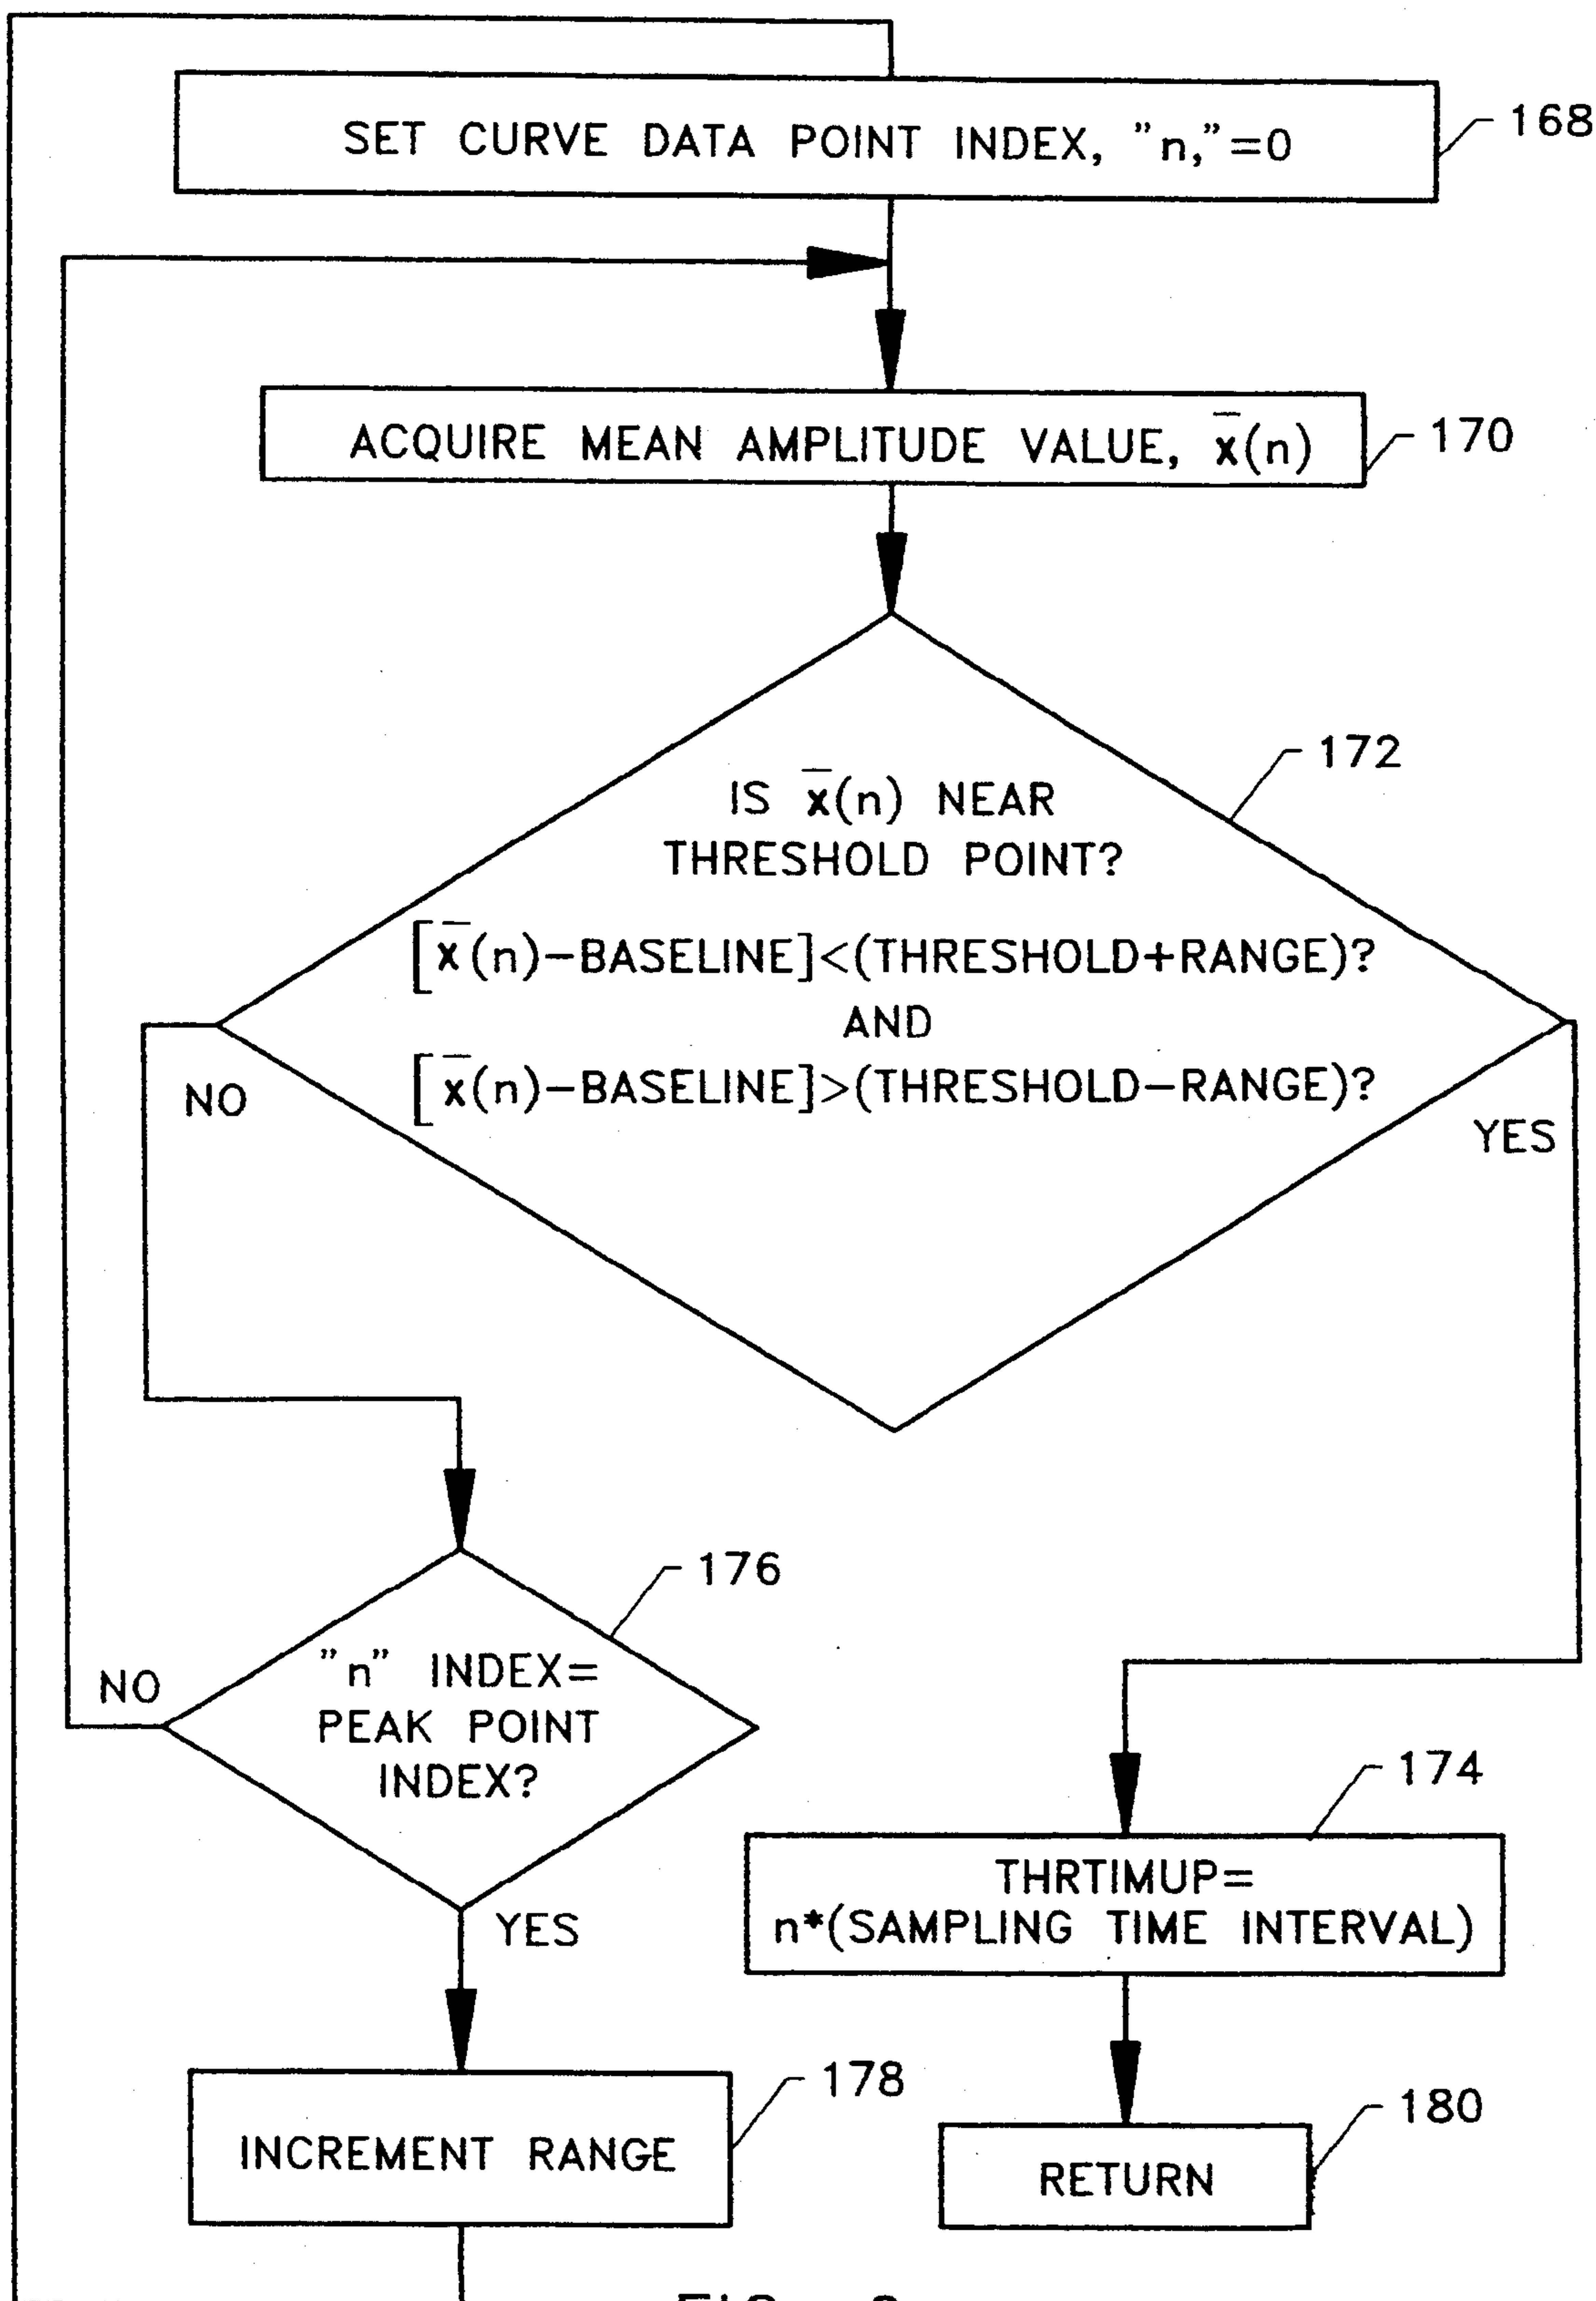 SET CURVE DATA POINT INDEX, "n,"=0
168
ACQUIRE MEAN AMPLITUDE VALUE, x̅(n)
170
172
IS x̅(n) NEAR
THRESHOLD POINT?
[x̅(n)-BASELINE]<(THRESHOLD+RANGE)?
AND
[x̅(n)-BASELINE]>(THRESHOLD-RANGE)?
NO
YES
176
"n" INDEX=
PEAK POINT
INDEX?
NO
YES
174
THRTIMUP=
n*(SAMPLING TIME INTERVAL)
178
INCREMENT RANGE
180
RETURN